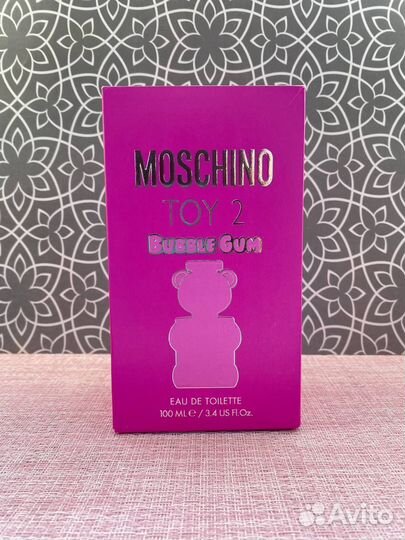 MOSCHINO
TOY 2
BUBBLE GUM
EAU DE TOILETTE
100 ML ℮ / 3.4 US Fl.Oz.
Avito